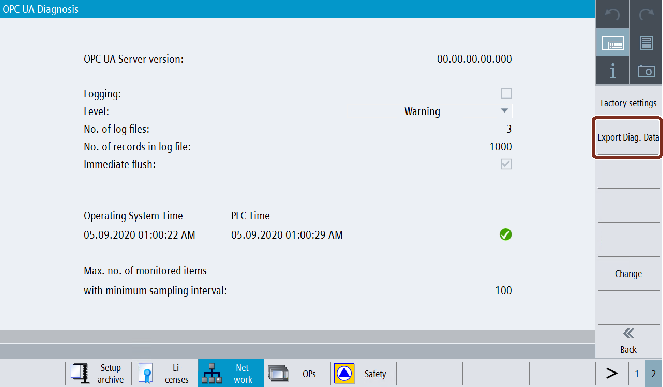 OPC UA Diagnosis
OPC UA Server version: 00.00.00.00.000
Logging:
Level: Warning
No. of log files: 3
No. of records in log file: 1000
Immediate flush:
Operating System Time PLC Time
05.09.2020 01:00:22 AM 05.09.2020 01:00:29 AM
Max. no. of monitored items
with minimum sampling interval: 100
Factory settings
Export Diag. Data
Change
Back
Setup
archive
Li
censes
Net
work
OPs
Safety
> 1 2